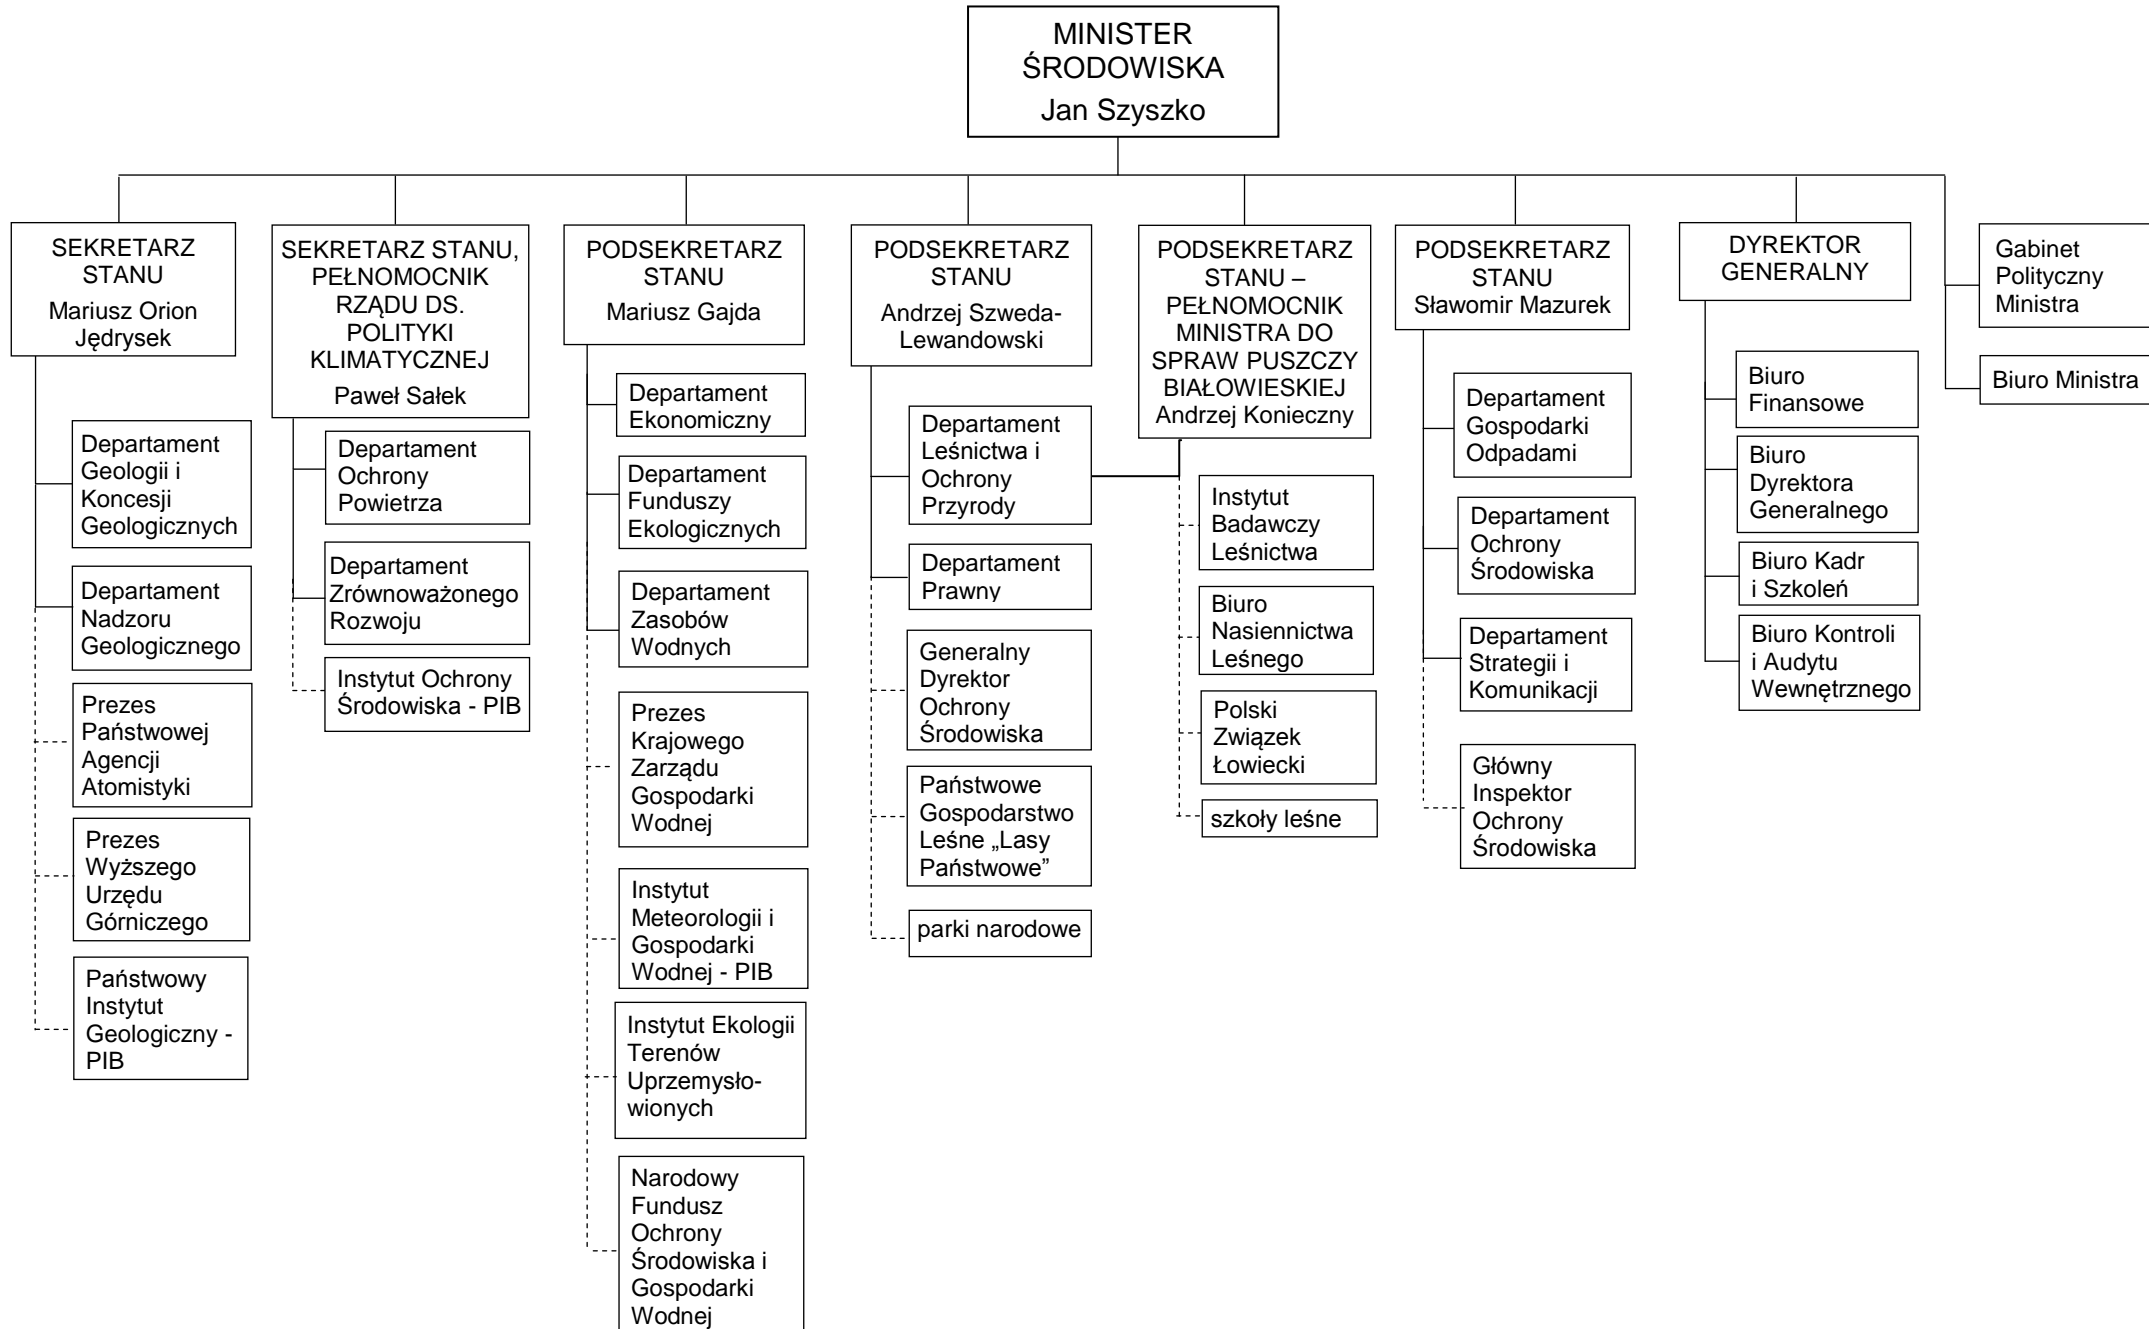 MINISTER
ŚRODOWISKA
Jan Szyszko
SEKRETARZ
STANU
Mariusz Orion
Jędrysek
Departament
Geologii i
Koncesji
Geologicznych
Departament
Nadzoru
Geologicznego
Prezes
Państwowej
Agencji
Atomistyki
Prezes
Wyższego
Urzędu
Górniczego
Państwowy
Instytut
Geologiczny -
PIB
SEKRETARZ STANU,
PEŁNOMOCNIK
RZĄDU DS.
POLITYKI
KLIMATYCZNEJ
Paweł Sałek
Departament
Ochrony
Powietrza
Departament
Zrównoważonego
Rozwoju
Instytut Ochrony
Środowiska - PIB
PODSEKRETARZ
STANU
Mariusz Gajda
Departament
Ekonomiczny
Departament
Funduszy
Ekologicznych
Departament
Zasobów
Wodnych
Prezes
Krajowego
Zarządu
Gospodarki
Wodnej
Instytut
Meteorologii i
Gospodarki
Wodnej - PIB
Instytut Ekologii
Terenów
Uprzemysło-
wionych
Narodowy
Fundusz
Ochrony
Środowiska i
Gospodarki
Wodnej
PODSEKRETARZ
STANU
Andrzej Szweda-
Lewandowski
Departament
Leśnictwa i
Ochrony
Przyrody
Departament
Prawny
Generalny
Dyrektor
Ochrony
Środowiska
Państwowe
Gospodarstwo
Leśne „Lasy
Państwowe”
parki narodowe
PODSEKRETARZ
STANU –
PEŁNOMOCNIK
MINISTRA DO
SPRAW PUSZCZY
BIAŁOWIESKIEJ
Andrzej Konieczny
Instytut
Badawczy
Leśnictwa
Biuro
Nasiennictwa
Leśnego
Polski
Związek
Łowiecki
szkoły leśne
PODSEKRETARZ
STANU
Sławomir Mazurek
Departament
Gospodarki
Odpadami
Departament
Ochrony
Środowiska
Departament
Strategii i
Komunikacji
Główny
Inspektor
Ochrony
Środowiska
DYREKTOR
GENERALNY
Biuro
Finansowe
Biuro
Dyrektora
Generalnego
Biuro Kadr
i Szkoleń
Biuro Kontroli
i Audytu
Wewnętrznego
Gabinet
Polityczny
Ministra
Biuro Ministra